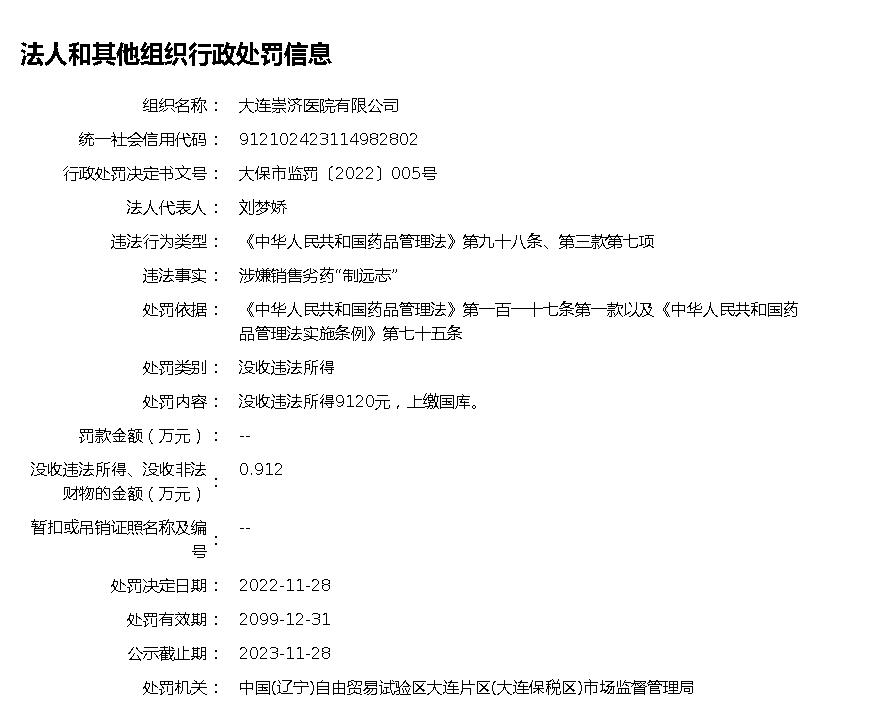 法人和其他组织行政处罚信息
组织名称： 大连崇济医院有限公司
统一社会信用代码： 912102423114982802
行政处罚决定书文号： 大保市监罚〔2022〕005号
法人代表人： 刘梦娇
违法行为类型： 《中华人民共和国药品管理法》第九十八条、第三款第七项
违法事实： 涉嫌销售劣药“制远志”
处罚依据： 《中华人民共和国药品管理法》第一百一十七条第一款以及《中华人民共和国药
品管理法实施条例》第七十五条
处罚类别： 没收违法所得
处罚内容： 没收违法所得9120元，上缴国库。
罚款金额（万元）： --
没收违法所得、没收非法
财物的金额（万元）： 0.912
暂扣或吊销证照名称及编
号： --
处罚决定日期： 2022-11-28
处罚有效期： 2099-12-31
公示截止期： 2023-11-28
处罚机关： 中国(辽宁)自由贸易试验区大连片区(大连保税区)市场监督管理局